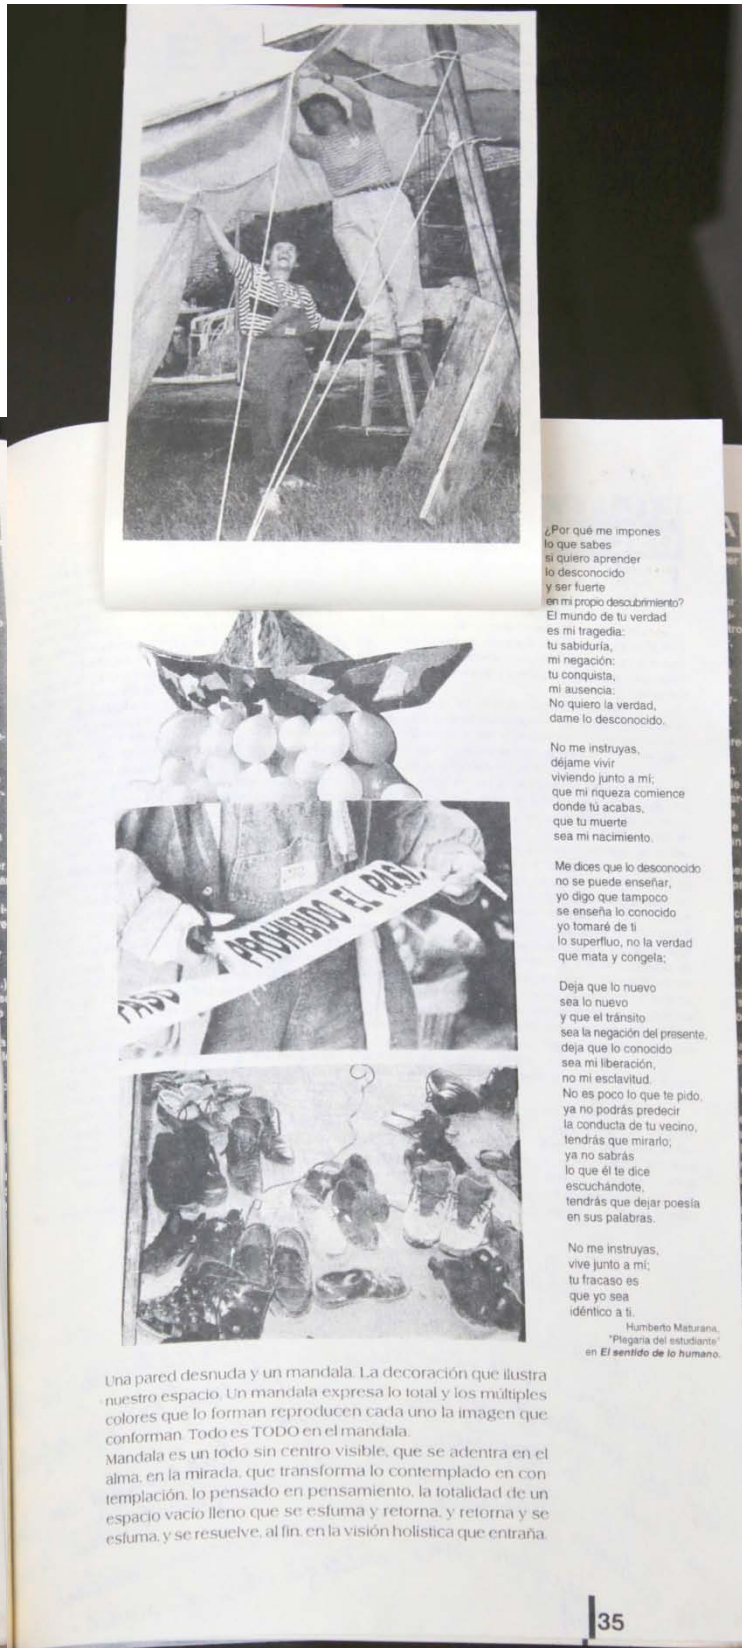 ¿Por qué me impones
lo que sabes
si quiero aprender
lo desconocido
y ser fuerte
en mi propio descubrimiento?
El mundo de tu verdad
es mi tragedia:
tu sabiduría,
mi negación:
tu conquista,
mi ausencia:
No quiero la verdad,
dame lo desconocido.
No me instruyas,
déjame vivir
viviendo junto a mí;
que mi riqueza comience
donde tú acabas,
que tu muerte
sea mi nacimiento.
Me dices que lo desconocido
no se puede enseñar,
yo digo que tampoco
se enseña lo conocido
yo tomaré de ti
lo superfluo, no la verdad
que mata y congela;
Deja que lo nuevo
sea lo nuevo
y que el tránsito
sea la negación del presente,
deja que lo conocido
sea mi liberación,
no mi esclavitud.
No es poco lo que te pido,
ya no podrás predecir
la conducta de tu vecino,
tendrás que mirarlo;
ya no sabrás
lo que él te dice
escuchándote,
tendrás que dejar poesía
en sus palabras.
No me instruyas,
vive junto a mí;
tu fracaso es
que yo sea
idéntico a ti.
Humberto Maturana,
"Plegaria del estudiante"
en El sentido de lo humano.
PASO PROHIBIDO EL PASO
Una pared desnuda y un mandala. La decoración que ilustra
nuestro espacio. Un mandala expresa lo total y los múltiples
colores que lo forman reproducen cada uno la imagen que
conforman. Todo es TODO en el mandala.
Mandala es un todo sin centro visible, que se adentra en el
alma, en la mirada, que transforma lo contemplado en con
templación, lo pensado en pensamiento, la totalidad de un
espacio vacío lleno que se esfuma y retorna, y retorna y se
esfuma, y se resuelve, al fin, en la visión holística que entraña.
35